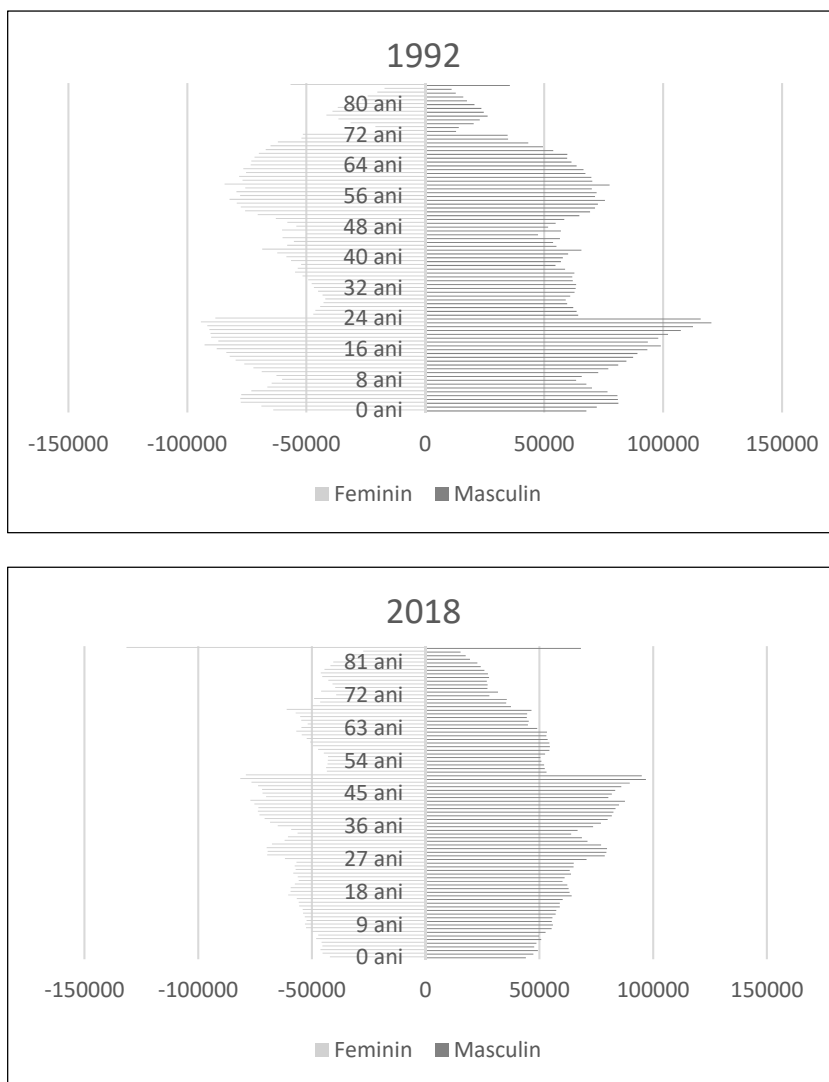 1992
80 ani
72 ani
64 ani
56 ani
48 ani
40 ani
32 ani
24 ani
16 ani
8 ani
0 ani
-150000 -100000 -50000 0 50000 100000 150000
Feminin Masculin
2018
81 ani
72 ani
63 ani
54 ani
45 ani
36 ani
27 ani
18 ani
9 ani
0 ani
-150000 -100000 -50000 0 50000 100000 150000
Feminin Masculin